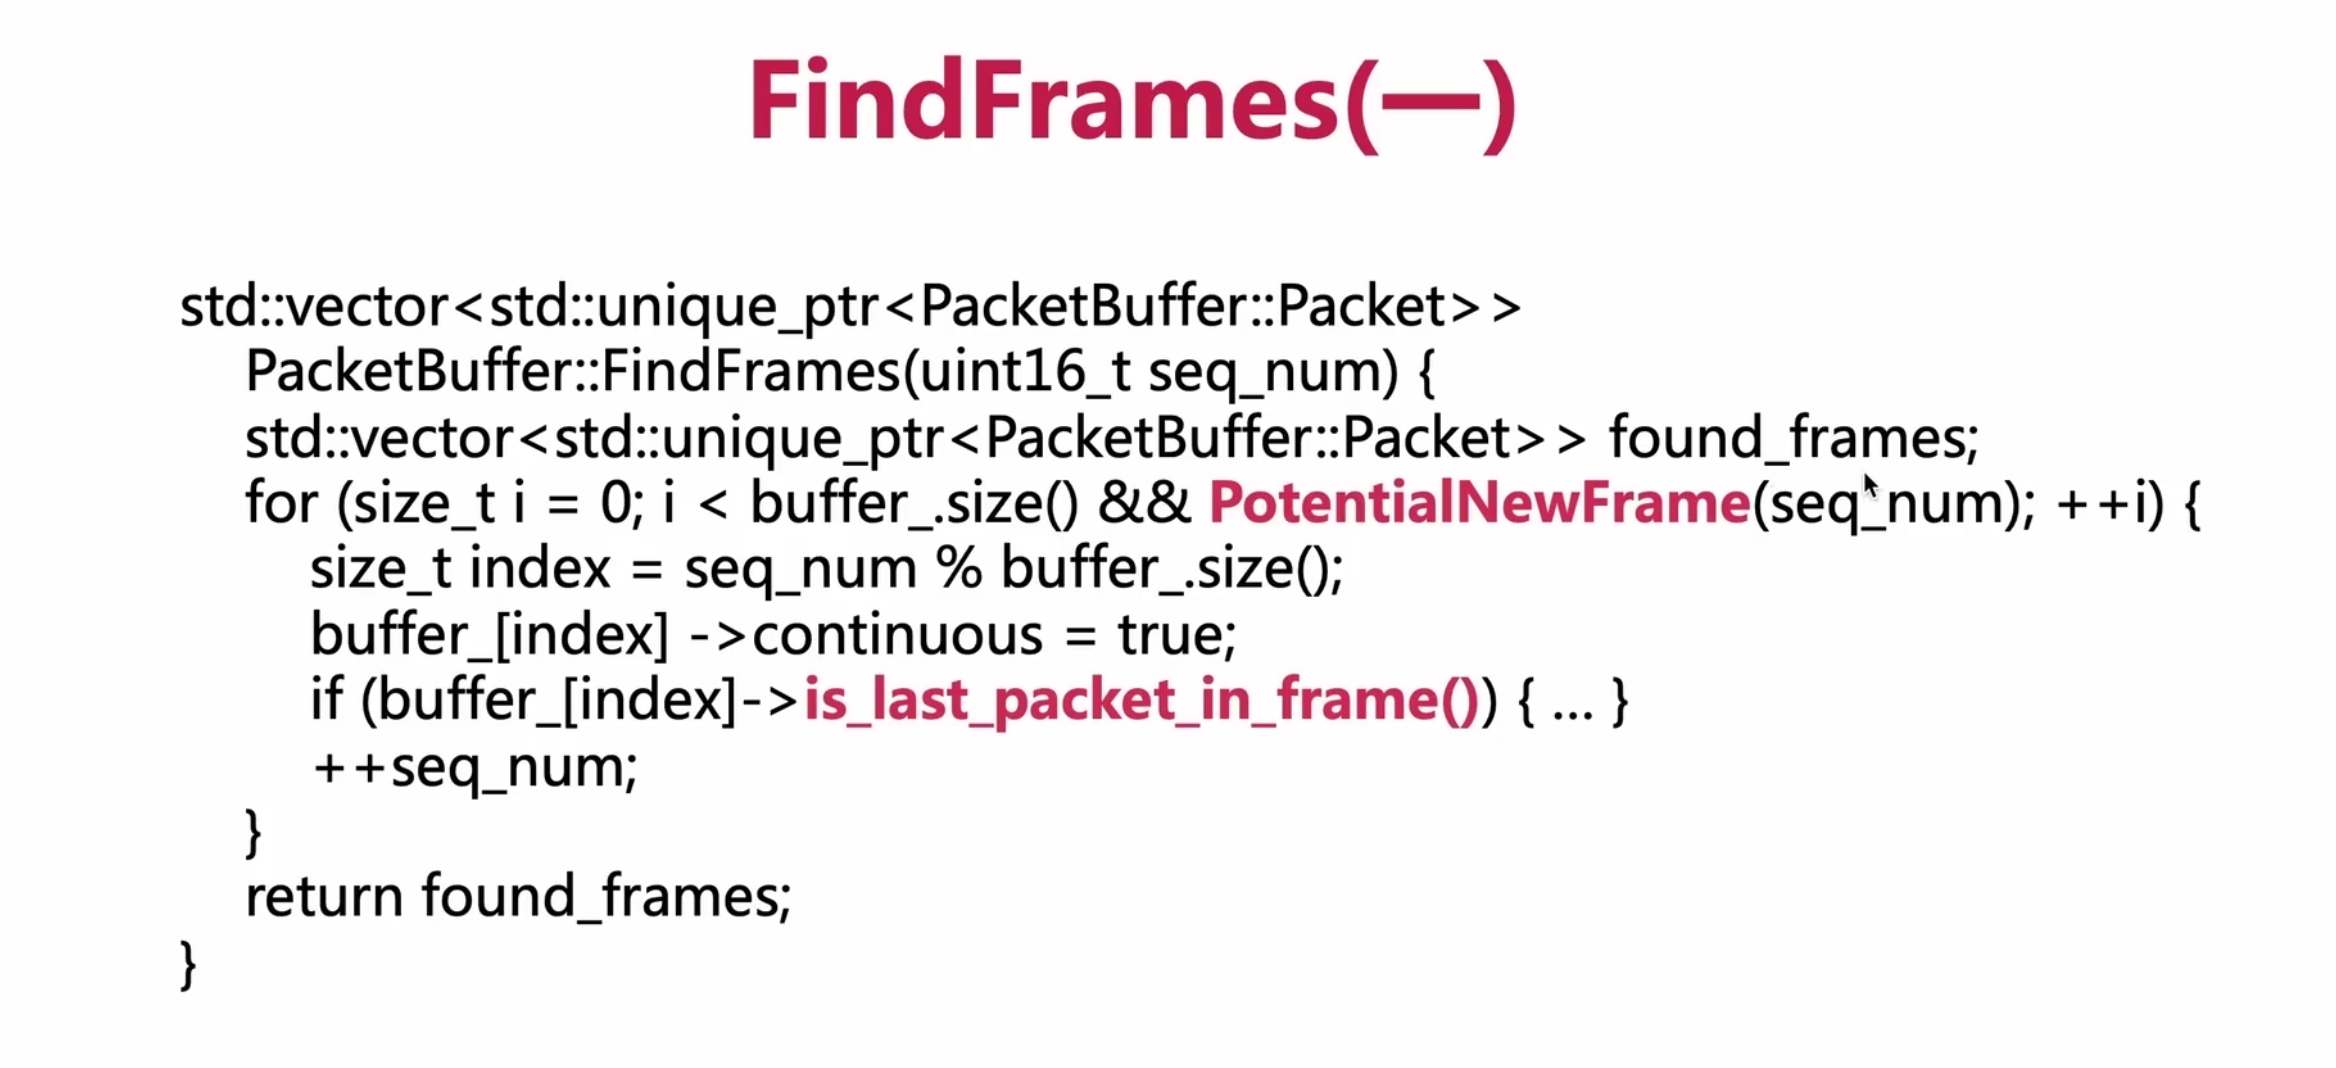 FindFrames(一)
std::vector<std::unique_ptr<PacketBuffer::Packet>>
PacketBuffer::FindFrames(uint16_t seq_num) {
std::vector<std::unique_ptr<PacketBuffer::Packet>> found_frames;
for (size_t i = 0; i < buffer_.size() && PotentialNewFrame(seq_num); ++i) {
size_t index = seq_num % buffer_.size();
buffer_[index] ->continuous = true;
if (buffer_[index]->is_last_packet_in_frame()) { ... }
++seq_num;
}
return found_frames;
}